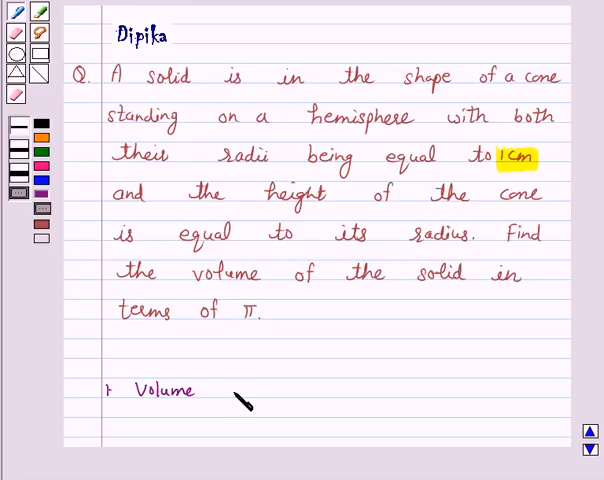 Dipika
Q. A solid is in the shape of a cone
standing on a hemisphere with both
their radii being equal to 1cm
and the height of the cone
is equal to its radius. Find
the volume of the solid in
terms of π.
Volume